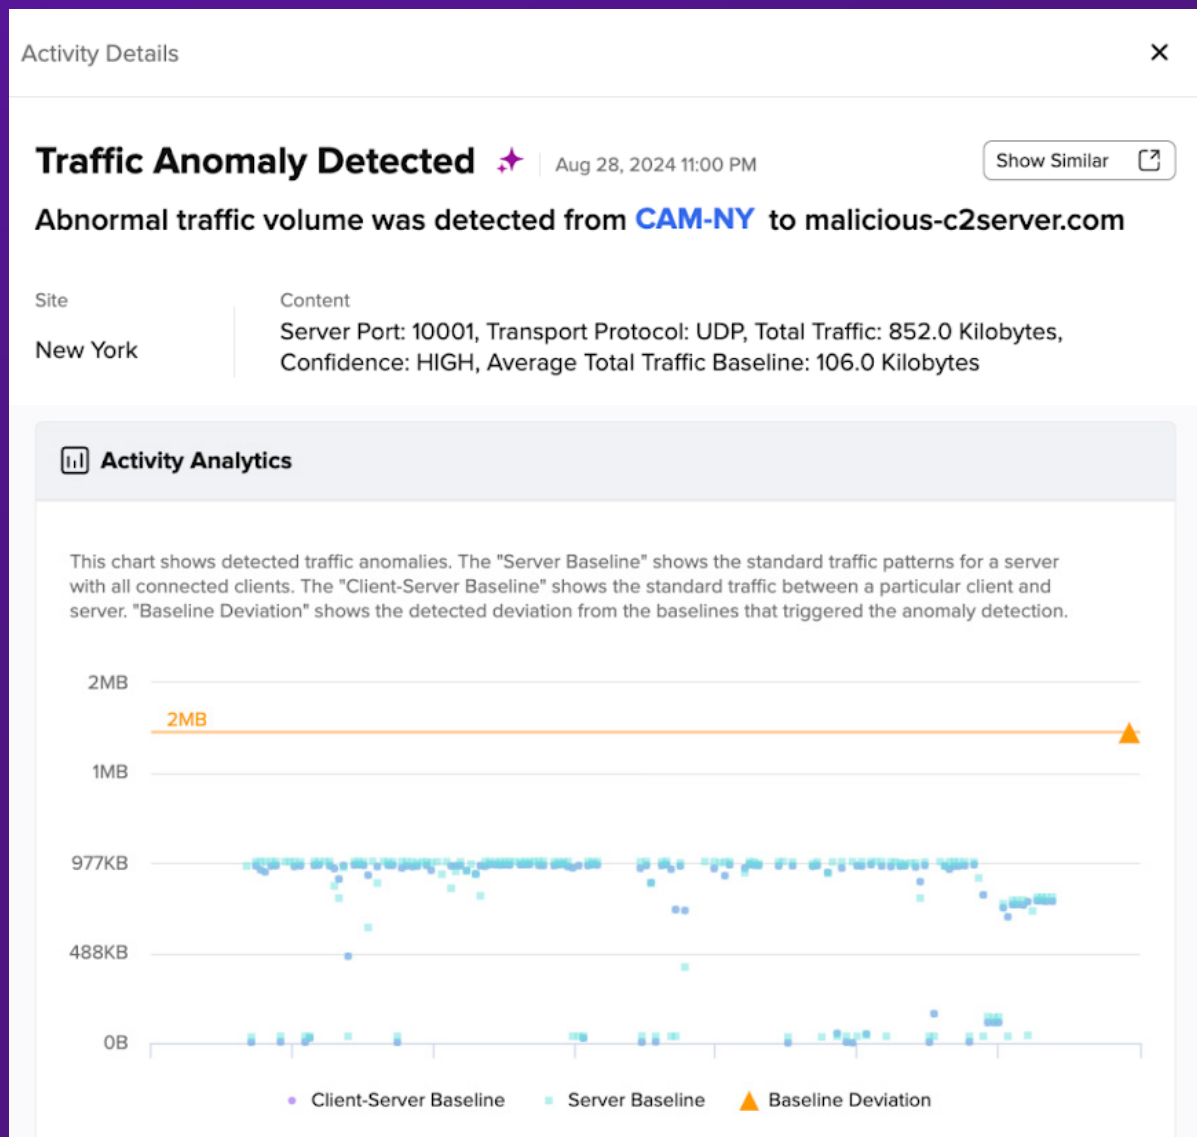 Activity Details
Traffic Anomaly Detected
Aug 28, 2024 11:00 PM
Show Similar
Abnormal traffic volume was detected from CAM-NY to malicious-c2server.com
Site
New York
Content
Server Port: 10001, Transport Protocol: UDP, Total Traffic: 852.0 Kilobytes,
Confidence: HIGH, Average Total Traffic Baseline: 106.0 Kilobytes
Activity Analytics
This chart shows detected traffic anomalies. The "Server Baseline" shows the standard traffic patterns for a server
with all connected clients. The "Client-Server Baseline" shows the standard traffic between a particular client and
server. "Baseline Deviation" shows the detected deviation from the baselines that triggered the anomaly detection.
2MB
2MB
1MB
977KB
488KB
0B
Client-Server Baseline
Server Baseline
Baseline Deviation